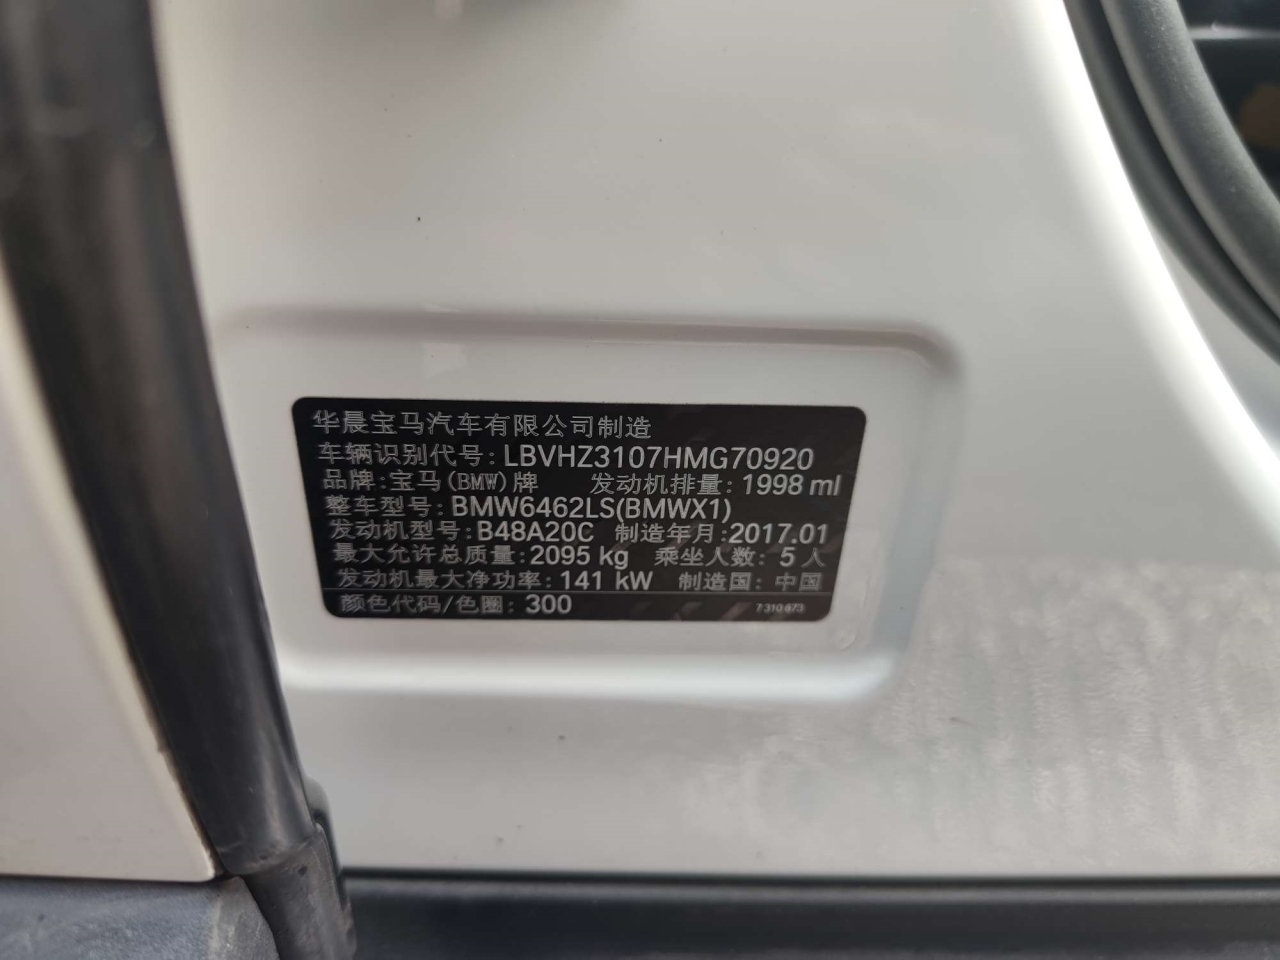 华晨宝马汽车有限公司制造
车辆识别代号:LBVHZ3107HMG70920
品牌:宝马(BMW)牌 发动机排量:1998 ml
整车型号:BMW6462LS(BMWX1)
发动机型号:B48A20C 制造年月:2017.01
最大允许总质量:2095 kg 乘坐人数:5人
发动机最大净功率:141 kW 制造国:中国
颜色代码/色圈:300 7310673